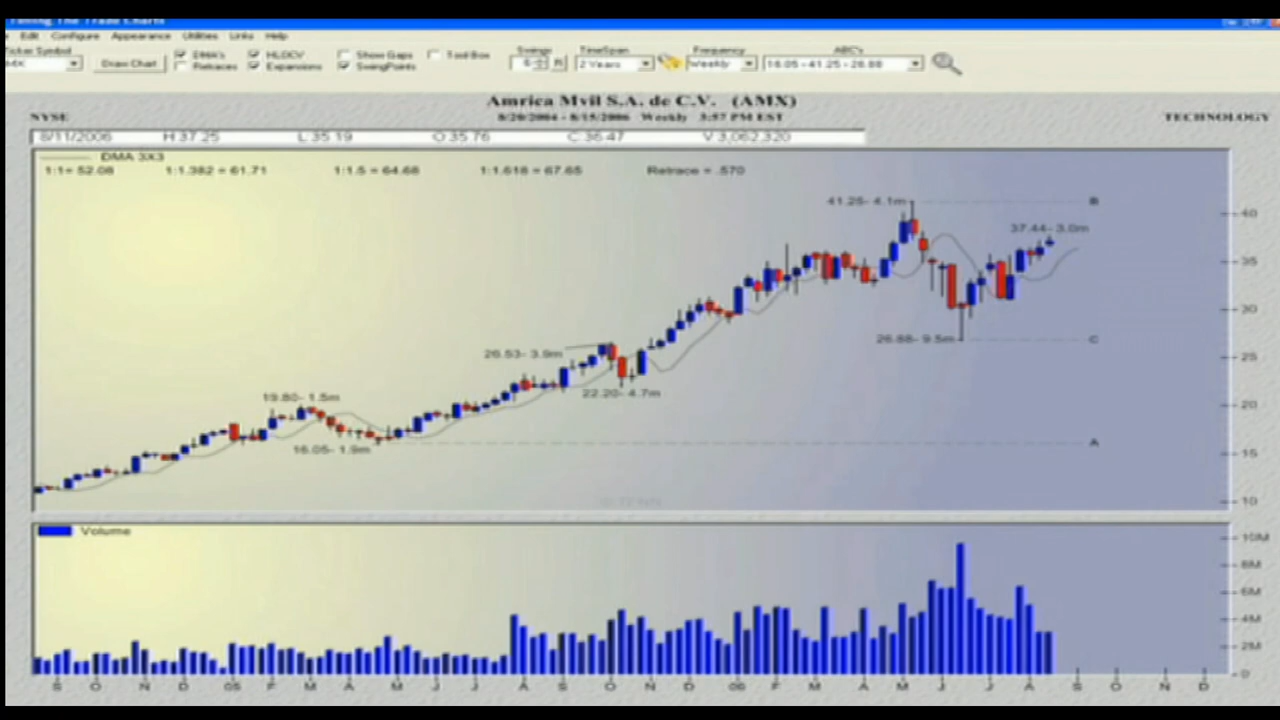 Timing The Trade Charts
Edit Configure Appearance Utilities Links Help
Ticker Symbol DMA's HLOCV Show Gaps Tool Box Swings TimeSpan Frequency ABC's
AMX Draw Chart Retraces Expansions SwingPoints 6 2 Years Weekly 16.05 - 41.25 - 26.88
Amrica Mvil S.A. de C.V. (AMX)
NYSE 8/20/2004 - 8/15/2006 Weekly 3:57 PM EST TECHNOLOGY
8/11/2006 H 37.25 L 35.19 O 35.76 C 36.47 V 3,062,320
DMA 3X3
1:1= 52.08 1:1.382 = 61.71 1:1.5 = 64.68 1:1.618 = 67.65 Retrace = .570
41.25- 4.1m B
40
37.44- 3.0m
35
30
26.88- 9.5m C
26.53- 3.9m
25
22.20- 4.7m
19.80- 1.5m
20
16.05- 1.9m A
15
10
Volume
10M
8M
6M
4M
2M
0
S O N D 05 F M A M J J A S O N D 06 F M A M J J A S O N D